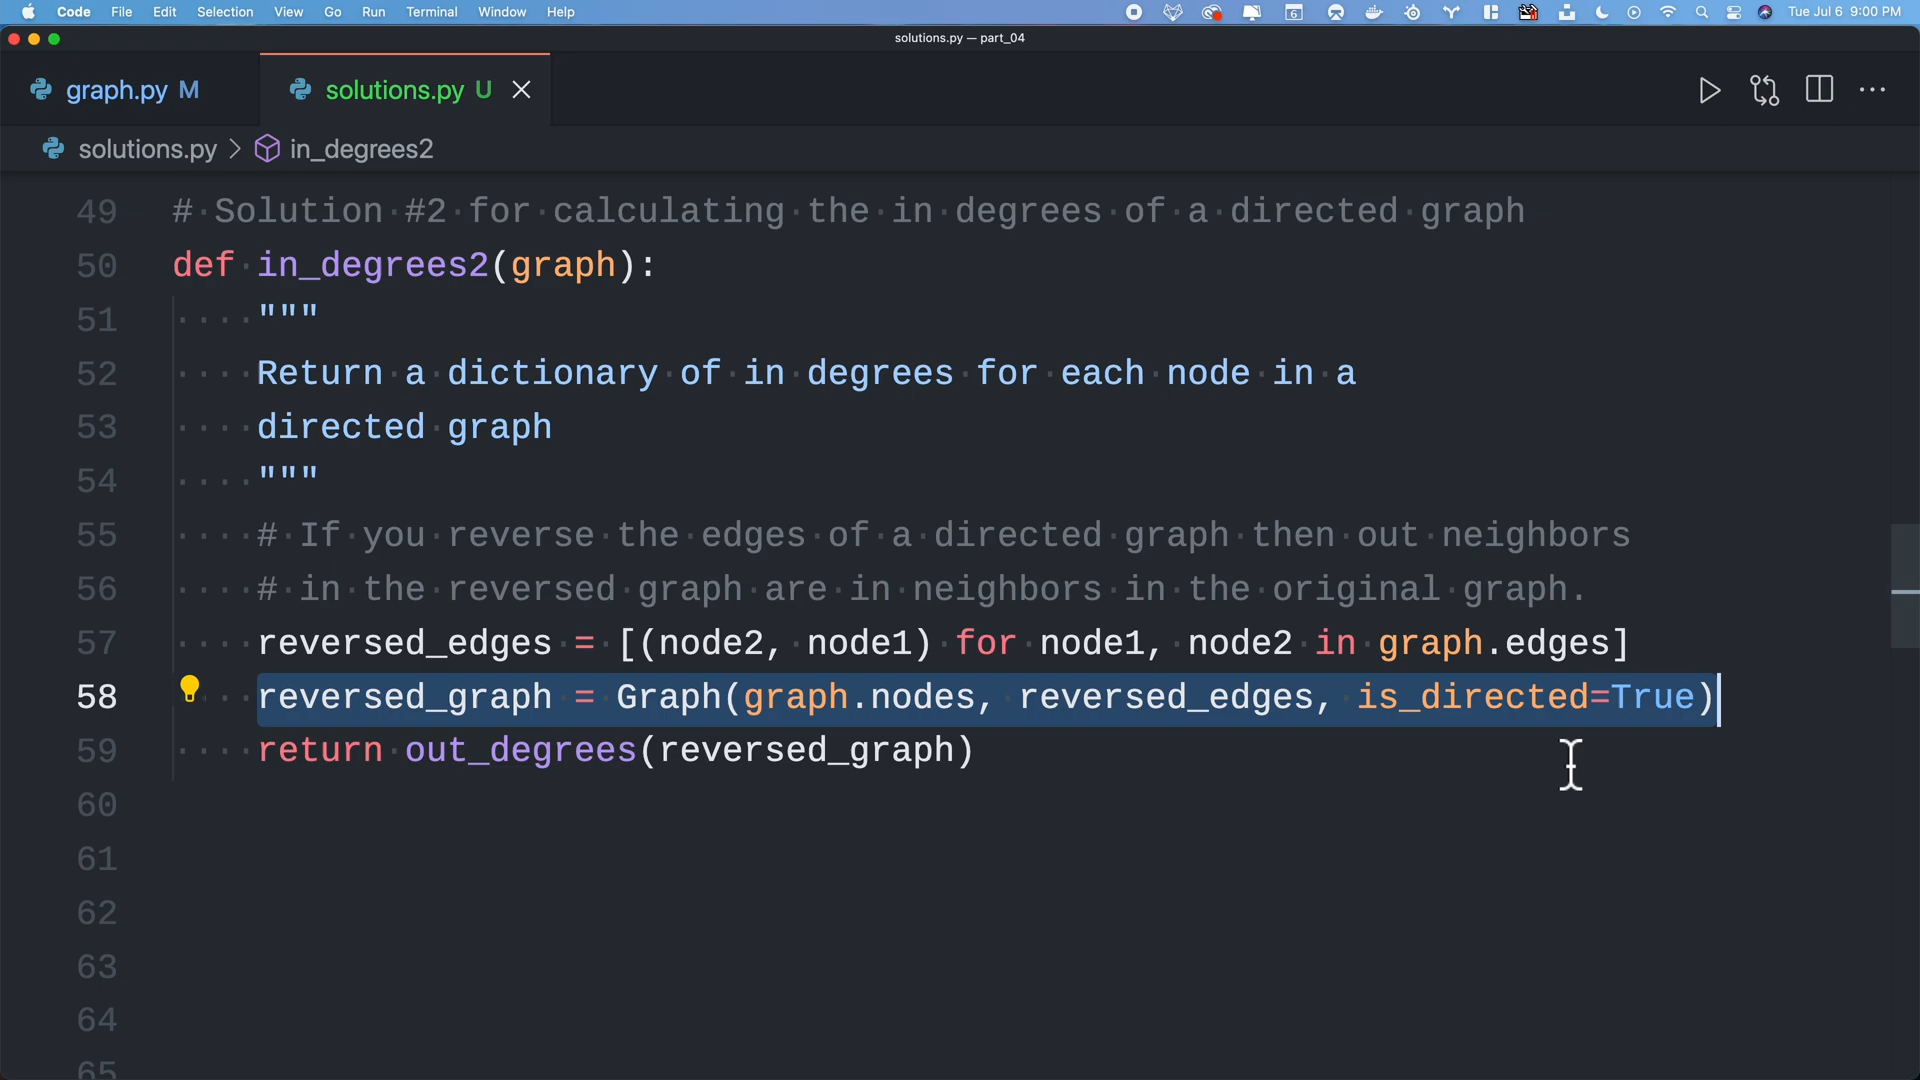 Code File Edit Selection View Go Run Terminal Window Help 6 Tue Jul 6 9:00 PM
solutions.py — part_04
graph.py M solutions.py U
solutions.py > in_degrees2
49 # Solution #2 for calculating the in degrees of a directed graph
50 def in_degrees2(graph):
51 """
52 Return a dictionary of in degrees for each node in a
53 directed graph
54 """
55 # If you reverse the edges of a directed graph then out neighbors
56 # in the reversed graph are in neighbors in the original graph.
57 reversed_edges = [(node2, node1) for node1, node2 in graph.edges]
58 reversed_graph = Graph(graph.nodes, reversed_edges, is_directed=True)
59 return out_degrees(reversed_graph)
60
61
62
63
64
65